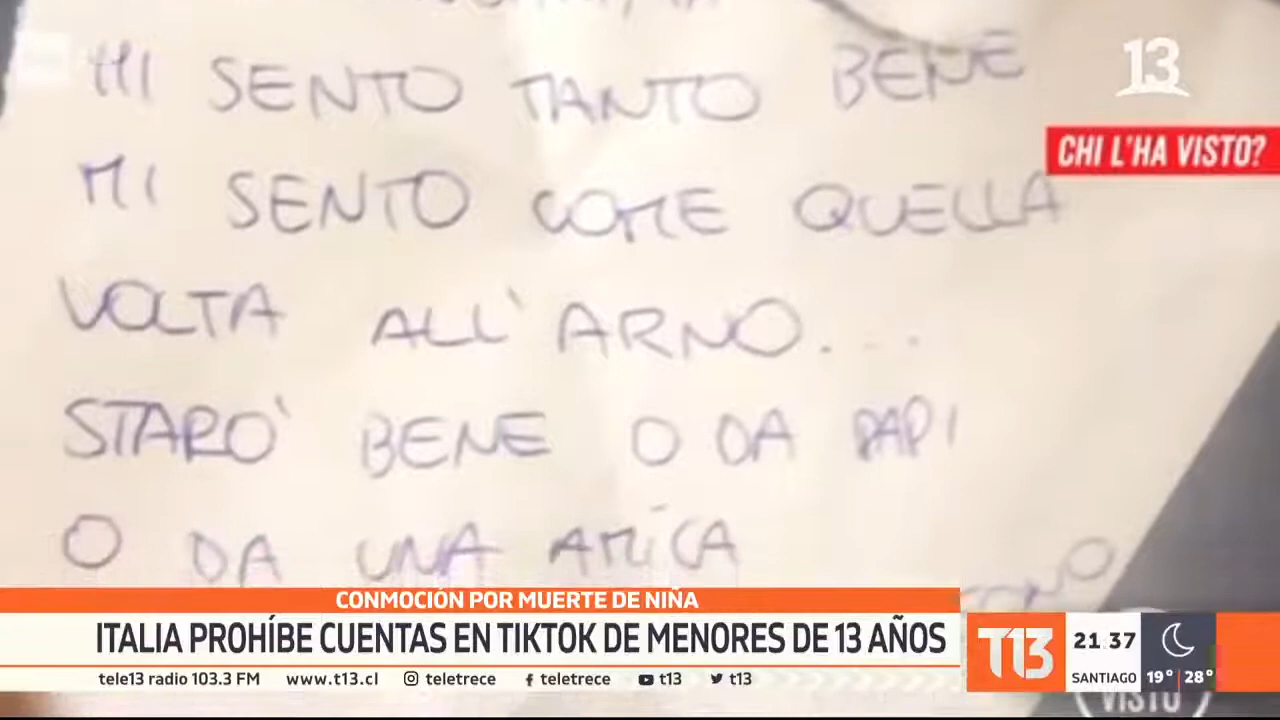 13
CHI L'HA VISTO?
MI SENTO TANTO BENE
MI SENTO COME QUELLA
VOLTA ALL'ARNO...
STARO' BENE O DA PAPI
O DA UNA AMICA
CONMOCIÓN POR MUERTE DE NIÑA
ITALIA PROHÍBE CUENTAS EN TIKTOK DE MENORES DE 13 AÑOS
tele13 radio 103.3 FM www.t13.cl teletrece teletrece t13 t13
T13
21.37
SANTIAGO 19° 28°
VISTO